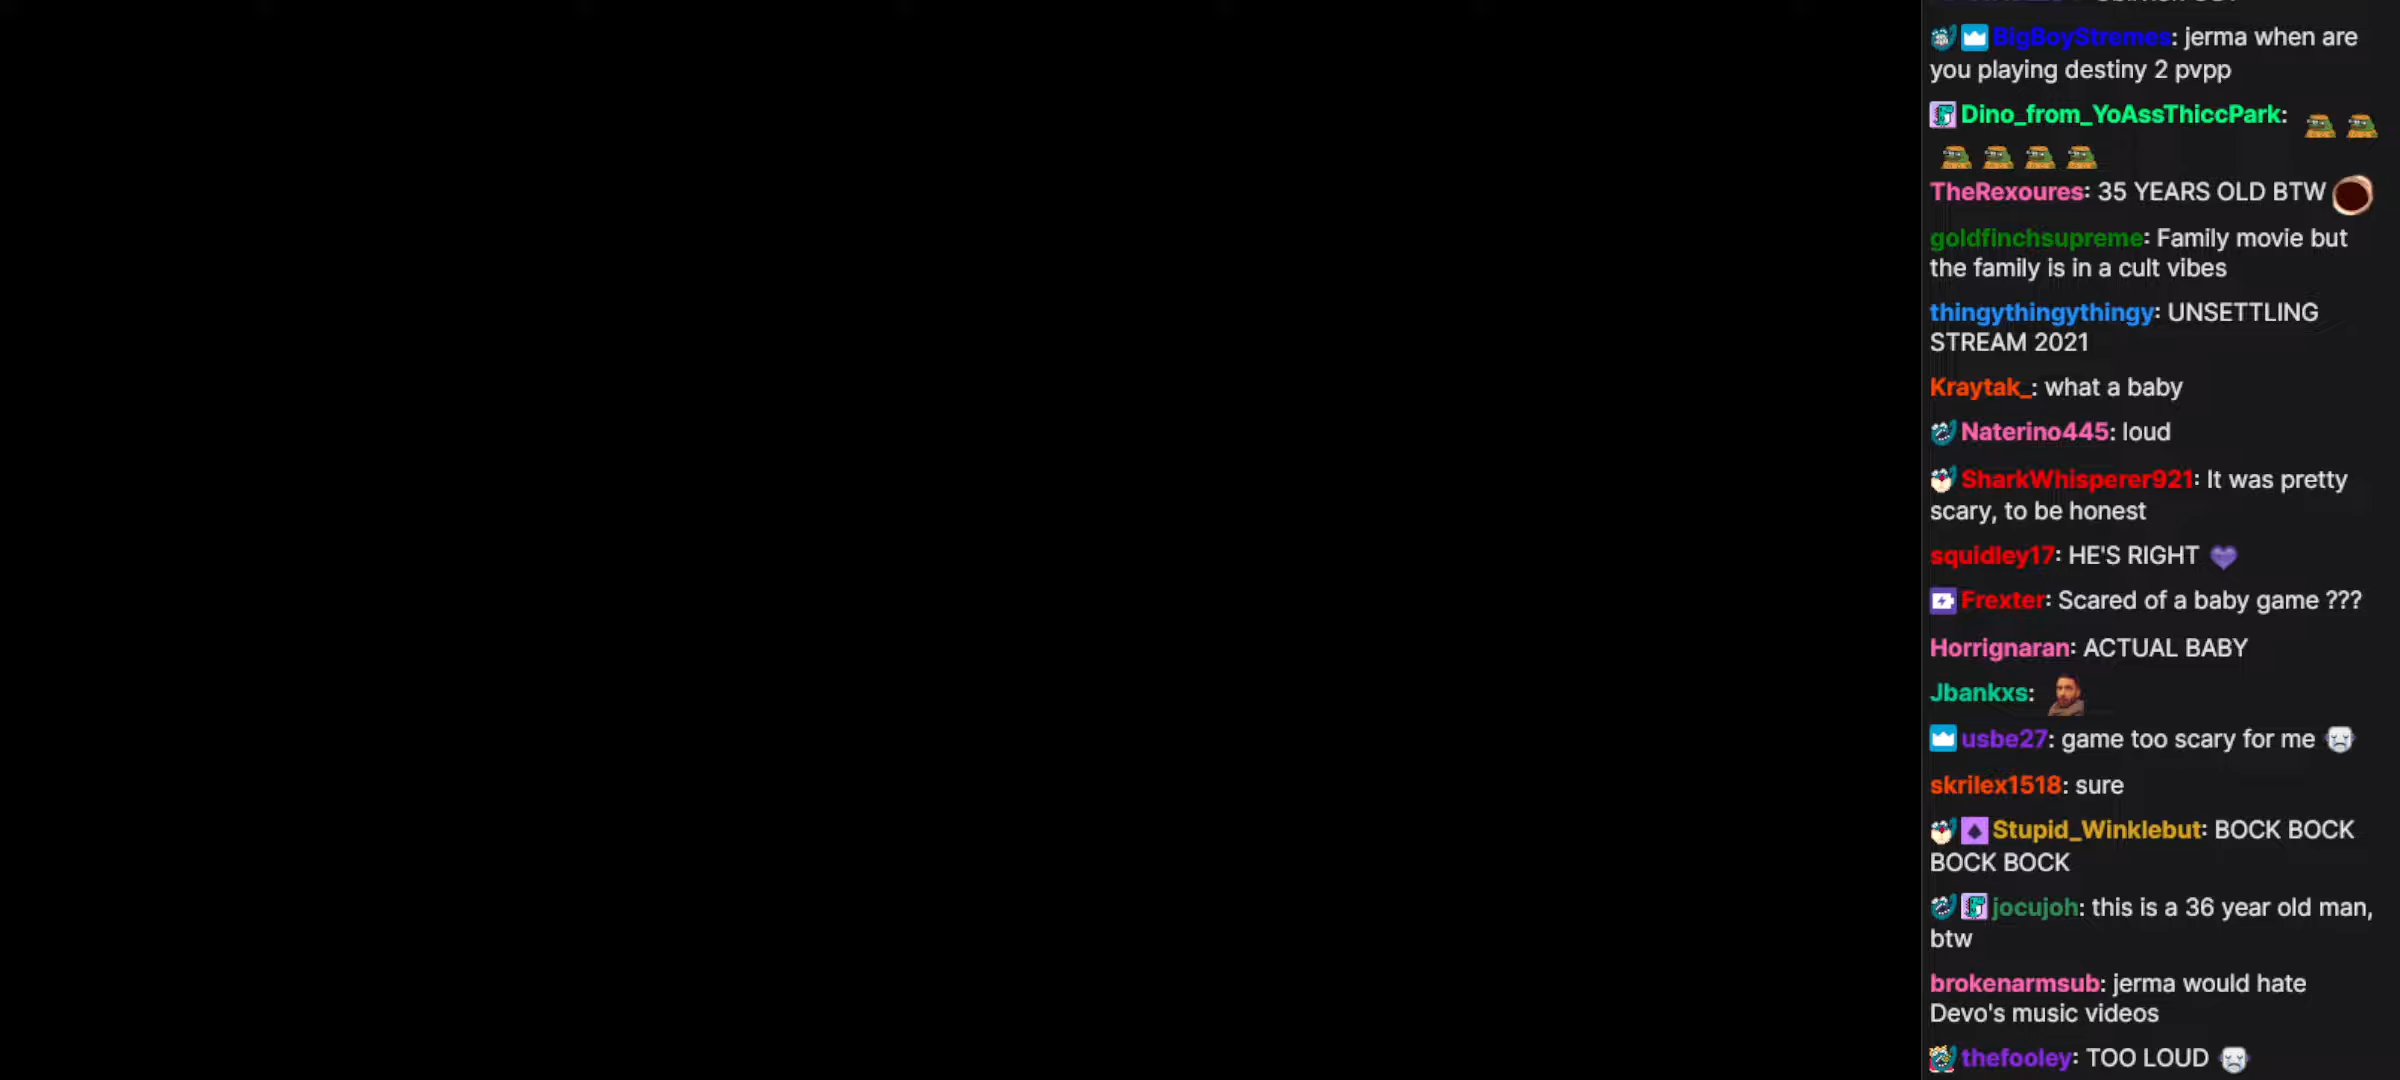 BigBoyStremes: jerma when are
you playing destiny 2 pvpp
Dino_from_YoAssThiccPark:
TheRexoures: 35 YEARS OLD BTW
goldfinchsupreme: Family movie but
the family is in a cult vibes
thingythingythingy: UNSETTLING
STREAM 2021
Kraytak_: what a baby
Naterino445: loud
SharkWhisperer921: It was pretty
scary, to be honest
squidley17: HE'S RIGHT
Frexter: Scared of a baby game ???
Horrignaran: ACTUAL BABY
Jbankxs:
usbe27: game too scary for me
skrilex1518: sure
Stupid_Winklebut: BOCK BOCK
BOCK BOCK
jocujoh: this is a 36 year old man,
btw
brokenarmsub: jerma would hate
Devo's music videos
thefooley: TOO LOUD